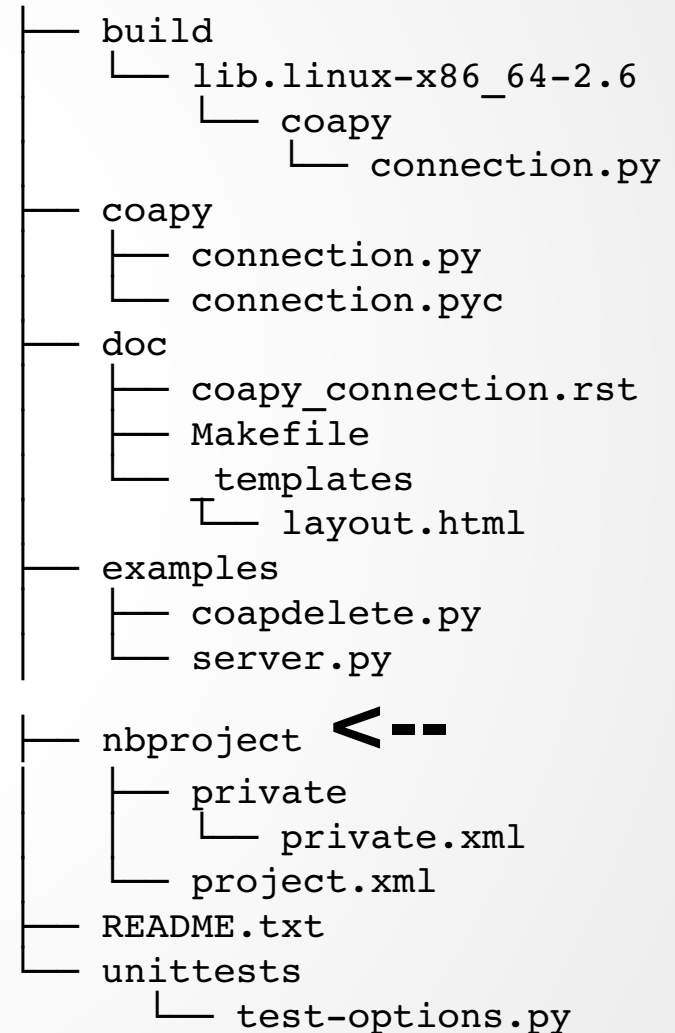 ├── build
│   └── lib.linux-x86_64-2.6
│       └── coapy
│           └── connection.py
├── coapy
│   ├── connection.py
│   └── connection.pyc
├── doc
│   ├── coapy_connection.rst
│   ├── Makefile
│   └── _templates
│       └── layout.html
├── examples
│   ├── coapdelete.py
│   └── server.py
├── nbproject <--
│   ├── private
│   │   └── private.xml
│   └── project.xml
├── README.txt
└── unittests
    └── test-options.py